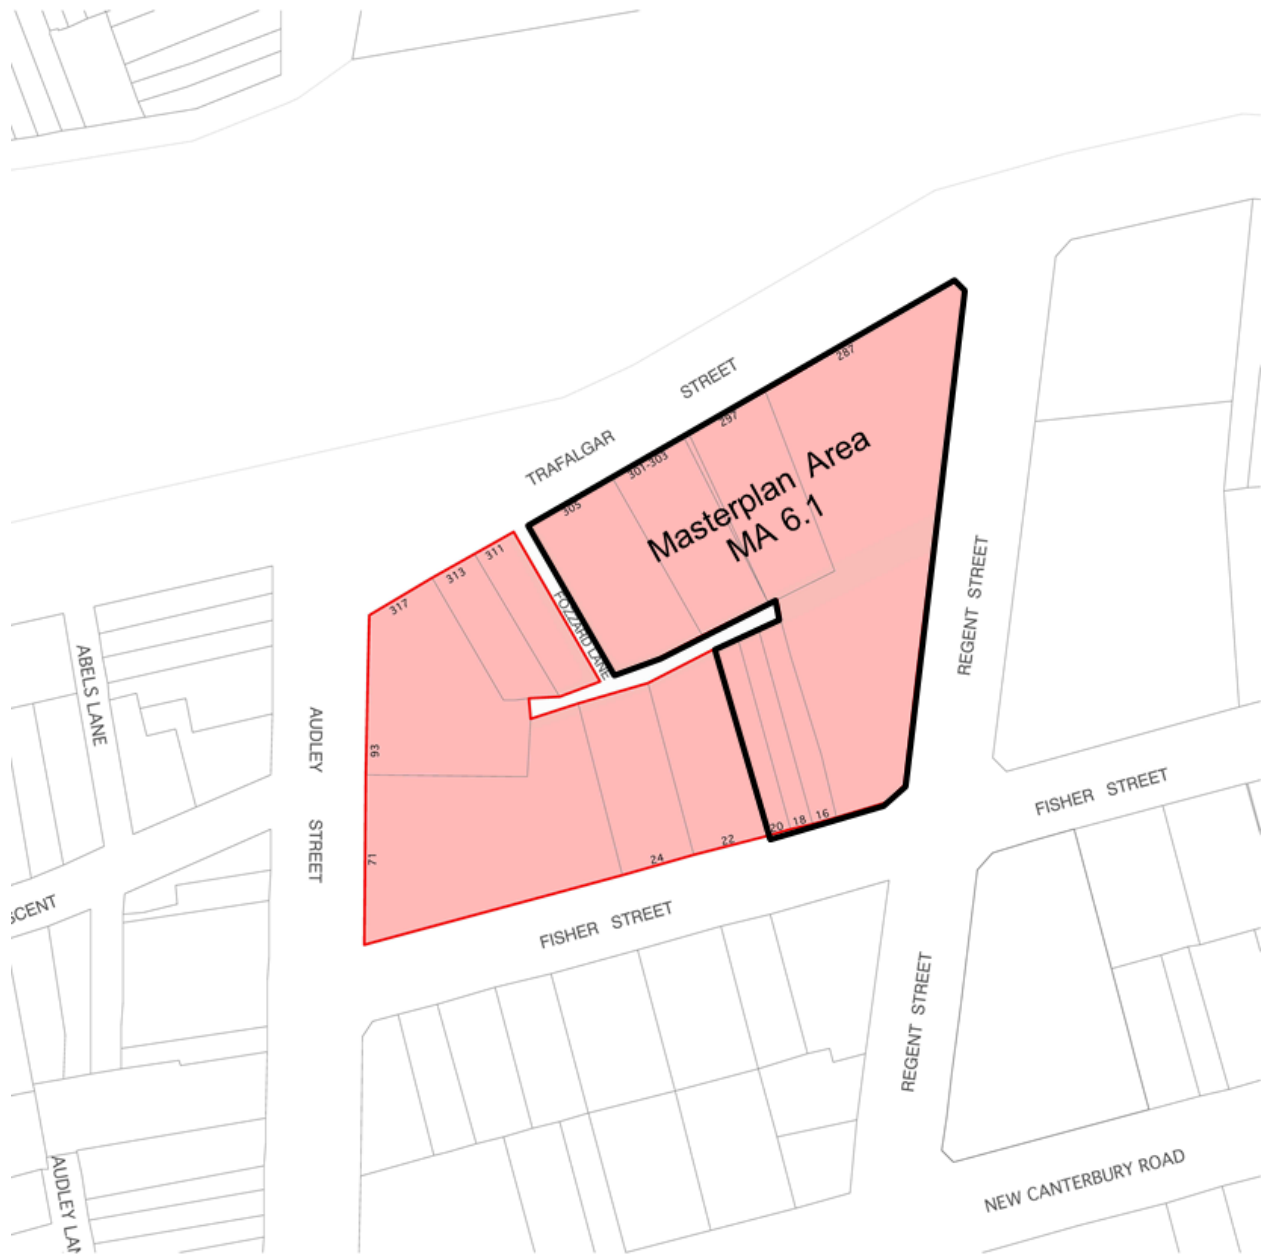 287
STREET
297
TRAFALGAR
301-303
305
Masterplan Area
MA 6.1
311
313
317
FOZZARD LANE
REGENT STREET
ABELS LANE
AUDLEY STREET
93
71
20
18
16
22
24
FISHER STREET
FISHER STREET
SCENT
REGENT STREET
AUDLEY LAN
NEW CANTERBURY ROAD